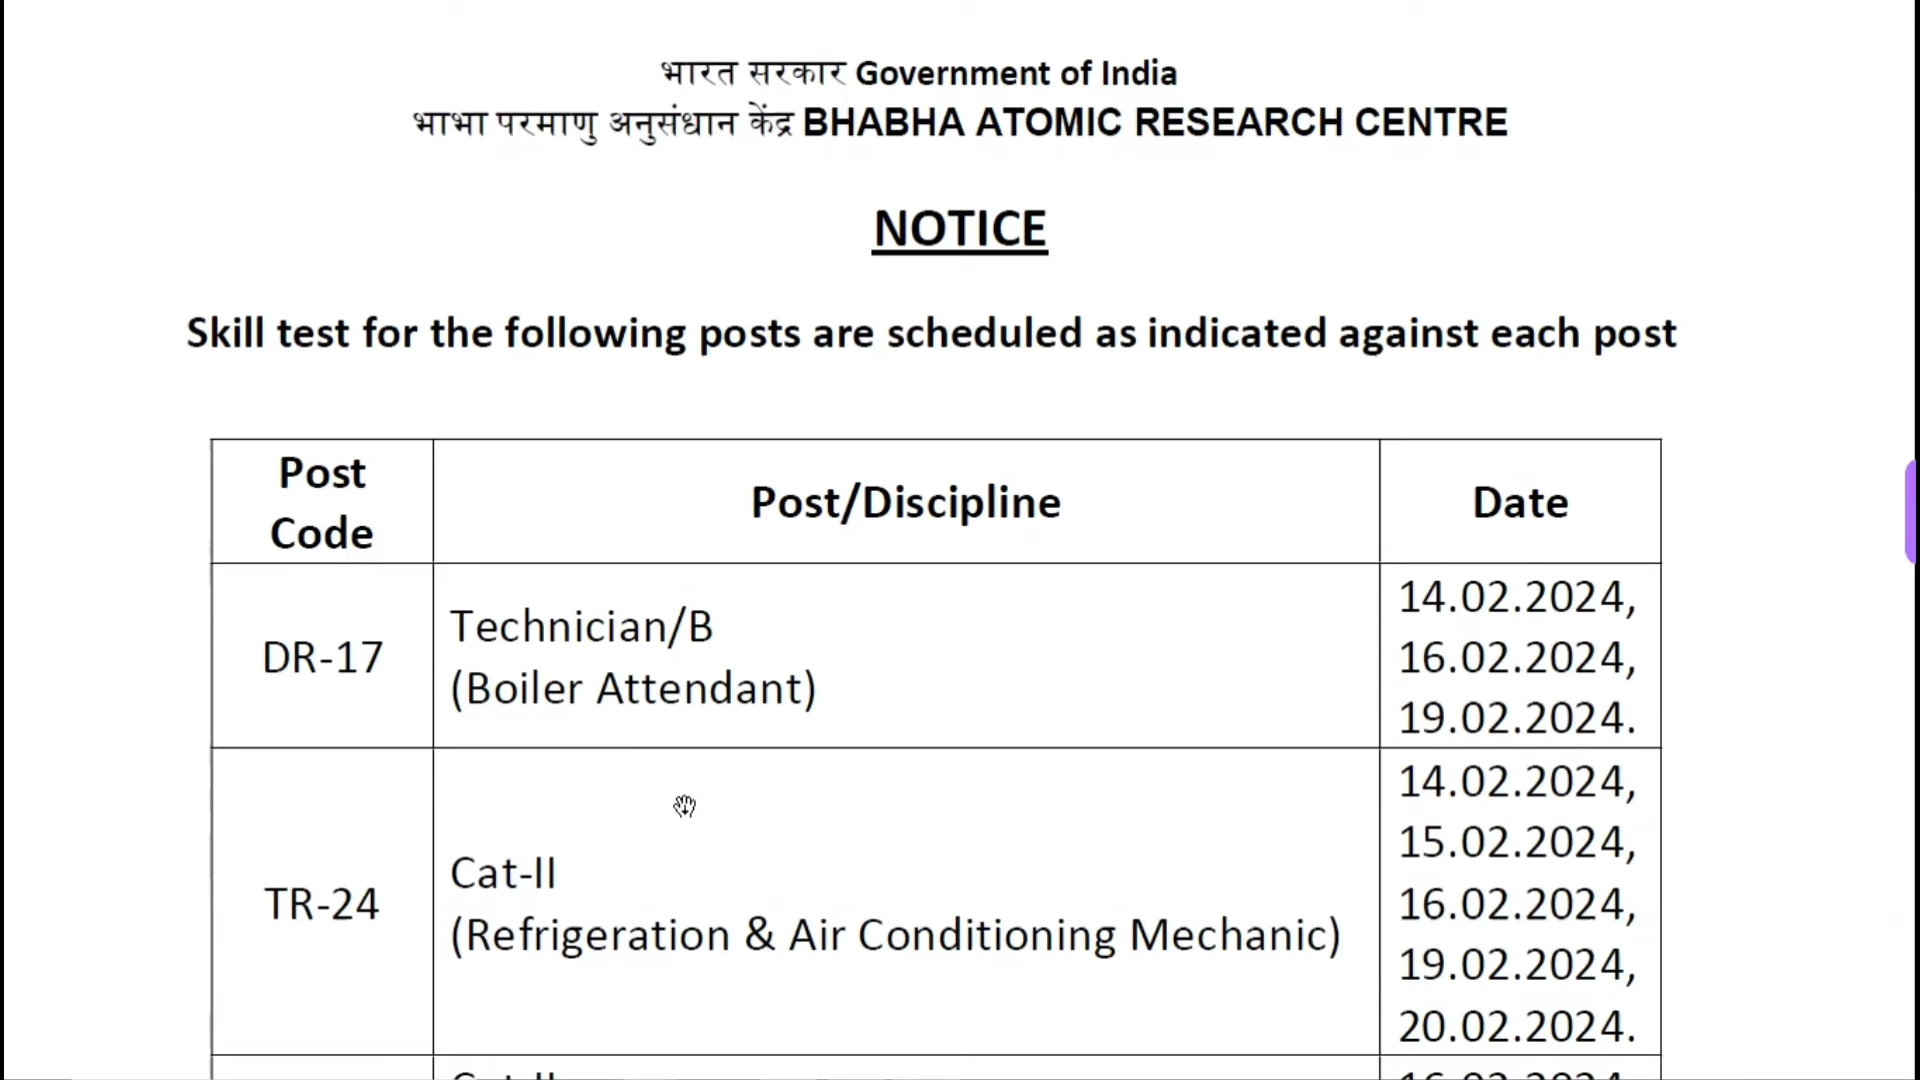 भारत सरकार Government of India
भाभा परमाणु अनुसंधान केंद्र BHABHA ATOMIC RESEARCH CENTRE
NOTICE
Skill test for the following posts are scheduled as indicated against each post
Post
Code
Post/Discipline
Date
DR-17
Technician/B
(Boiler Attendant)
14.02.2024,
16.02.2024,
19.02.2024.
TR-24
Cat-II
(Refrigeration & Air Conditioning Mechanic)
14.02.2024,
15.02.2024,
16.02.2024,
19.02.2024,
20.02.2024.